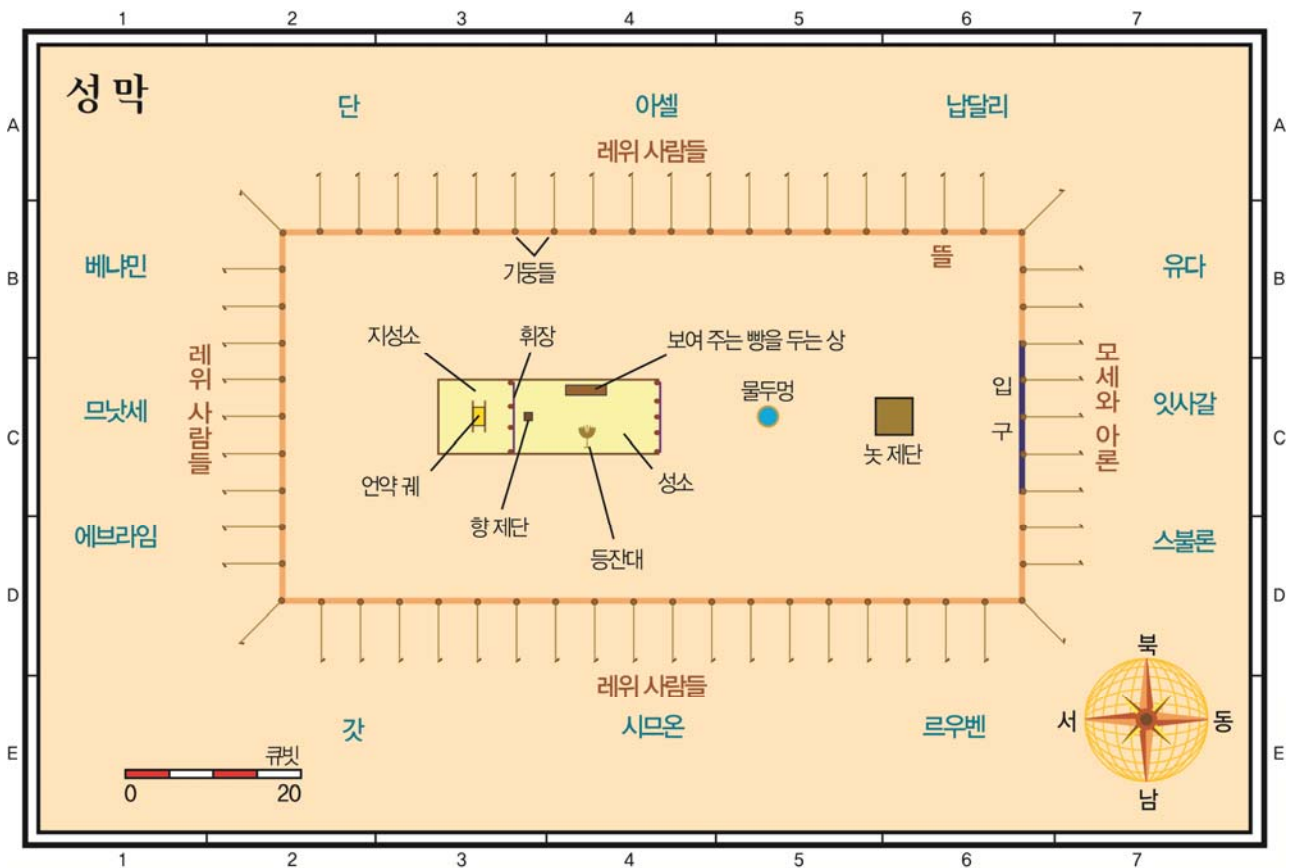 1 2 3 4 5 6 7
성막
단 아셀 납달리
A A
레위 사람들
뜰
베냐민 기둥들 유다
B B
지성소 휘장 보여 주는 빵을 두는 상
레위 사람들
모세와 아론
물두멍
입구
므낫세 잇사갈
C C
놋 제단
언약 궤 성소
향 제단
에브라임 등잔대 스불론
D D
북
레위 사람들
갓 시므온 르우벤
서 동
E E
큐빗
0 20
남
1 2 3 4 5 6 7